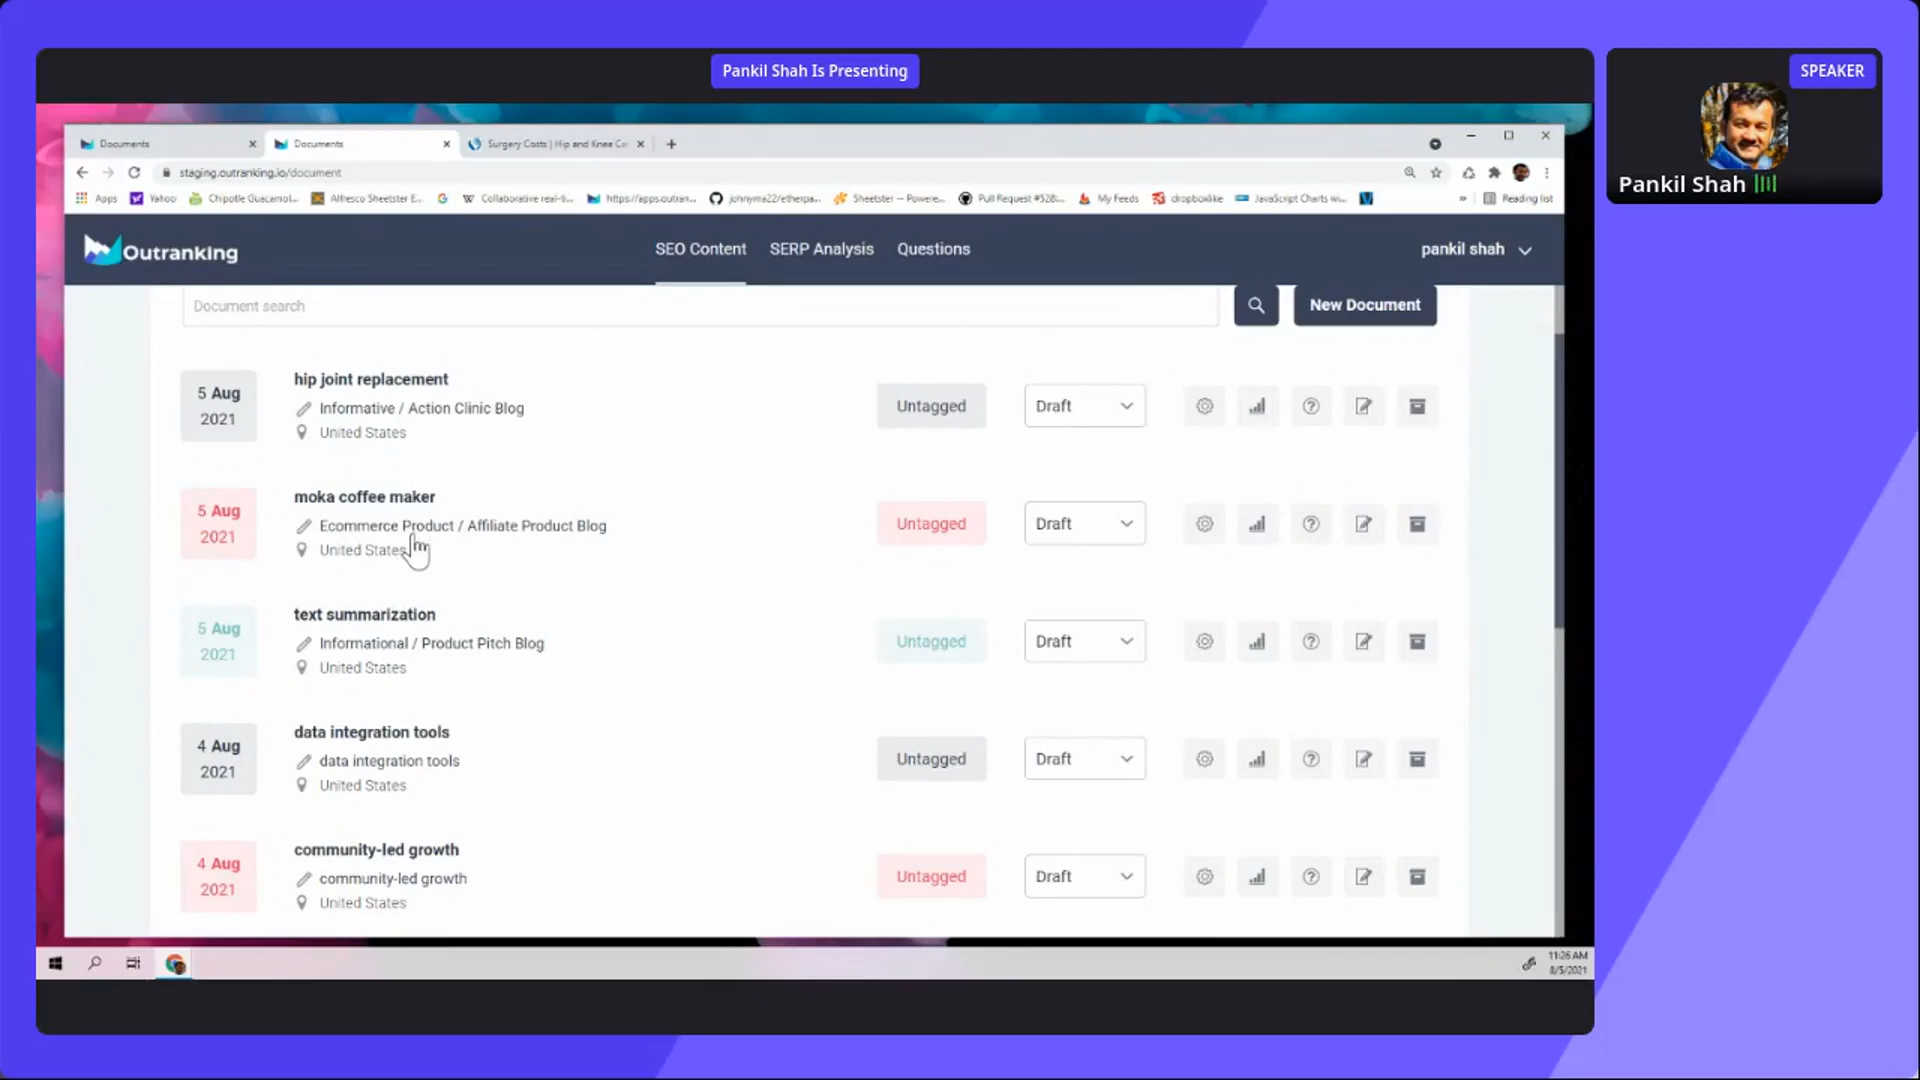 Pankil Shah Is Presenting
SPEAKER
Pankil Shah
Documents
Documents
Surgery Costs | Hip and Knee Ce
staging.outranking.io/document
Apps
Yahoo
Chipotle Guacamol...
Alfresco Sheetster E...
Collaborative real-ti...
https://apps.outran...
johnyma22/etherpa...
Sheetster — Powere...
Pull Request #528:...
My Feeds
dropboxlike
JavaScript Charts wi...
»
Reading list
Outranking
SEO Content
SERP Analysis
Questions
pankil shah
Document search
New Document
5 Aug
2021
hip joint replacement
Informative / Action Clinic Blog
United States
Untagged
Draft
5 Aug
2021
moka coffee maker
Ecommerce Product / Affiliate Product Blog
United States
Untagged
Draft
5 Aug
2021
text summarization
Informational / Product Pitch Blog
United States
Untagged
Draft
4 Aug
2021
data integration tools
data integration tools
United States
Untagged
Draft
4 Aug
2021
community-led growth
community-led growth
United States
Untagged
Draft
11:26 AM
8/5/2021